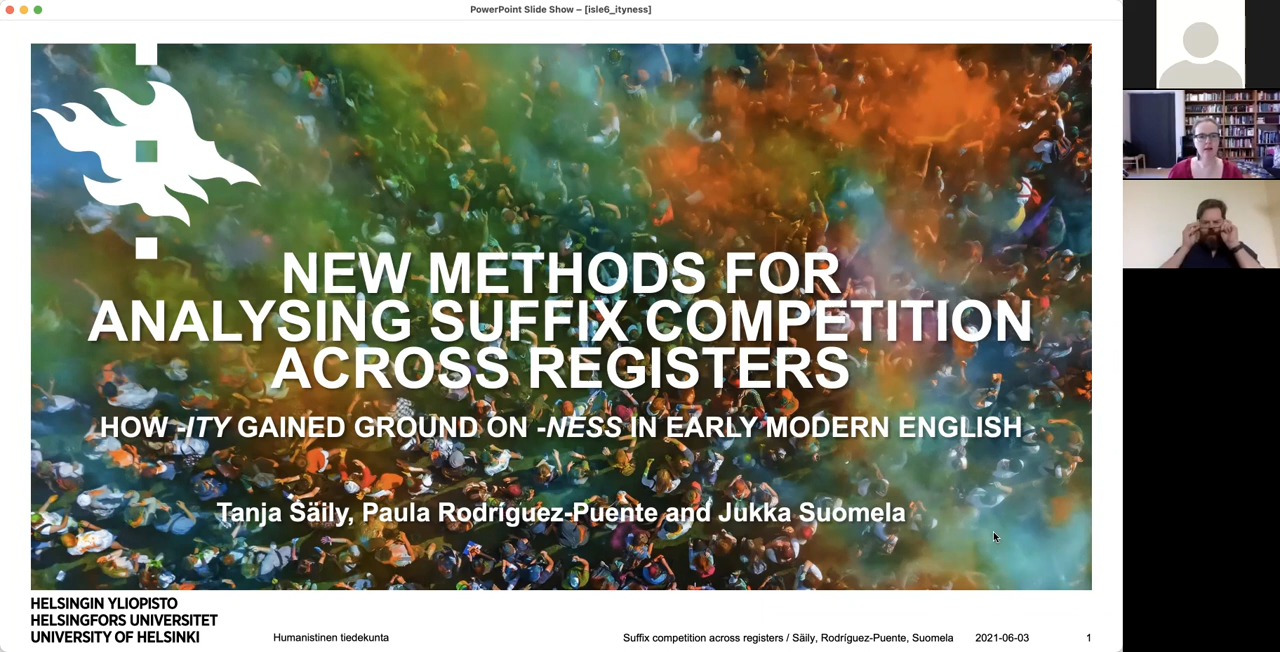 PowerPoint Slide Show – [isle6_ityness]
NEW METHODS FOR
ANALYSING SUFFIX COMPETITION
ACROSS REGISTERS
HOW -ITY GAINED GROUND ON -NESS IN EARLY MODERN ENGLISH
Tanja Säily, Paula Rodríguez-Puente and Jukka Suomela
HELSINGIN YLIOPISTO
HELSINGFORS UNIVERSITET
UNIVERSITY OF HELSINKI
Humanistinen tiedekunta
Suffix competition across registers / Säily, Rodríguez-Puente, Suomela
2021-06-03
1